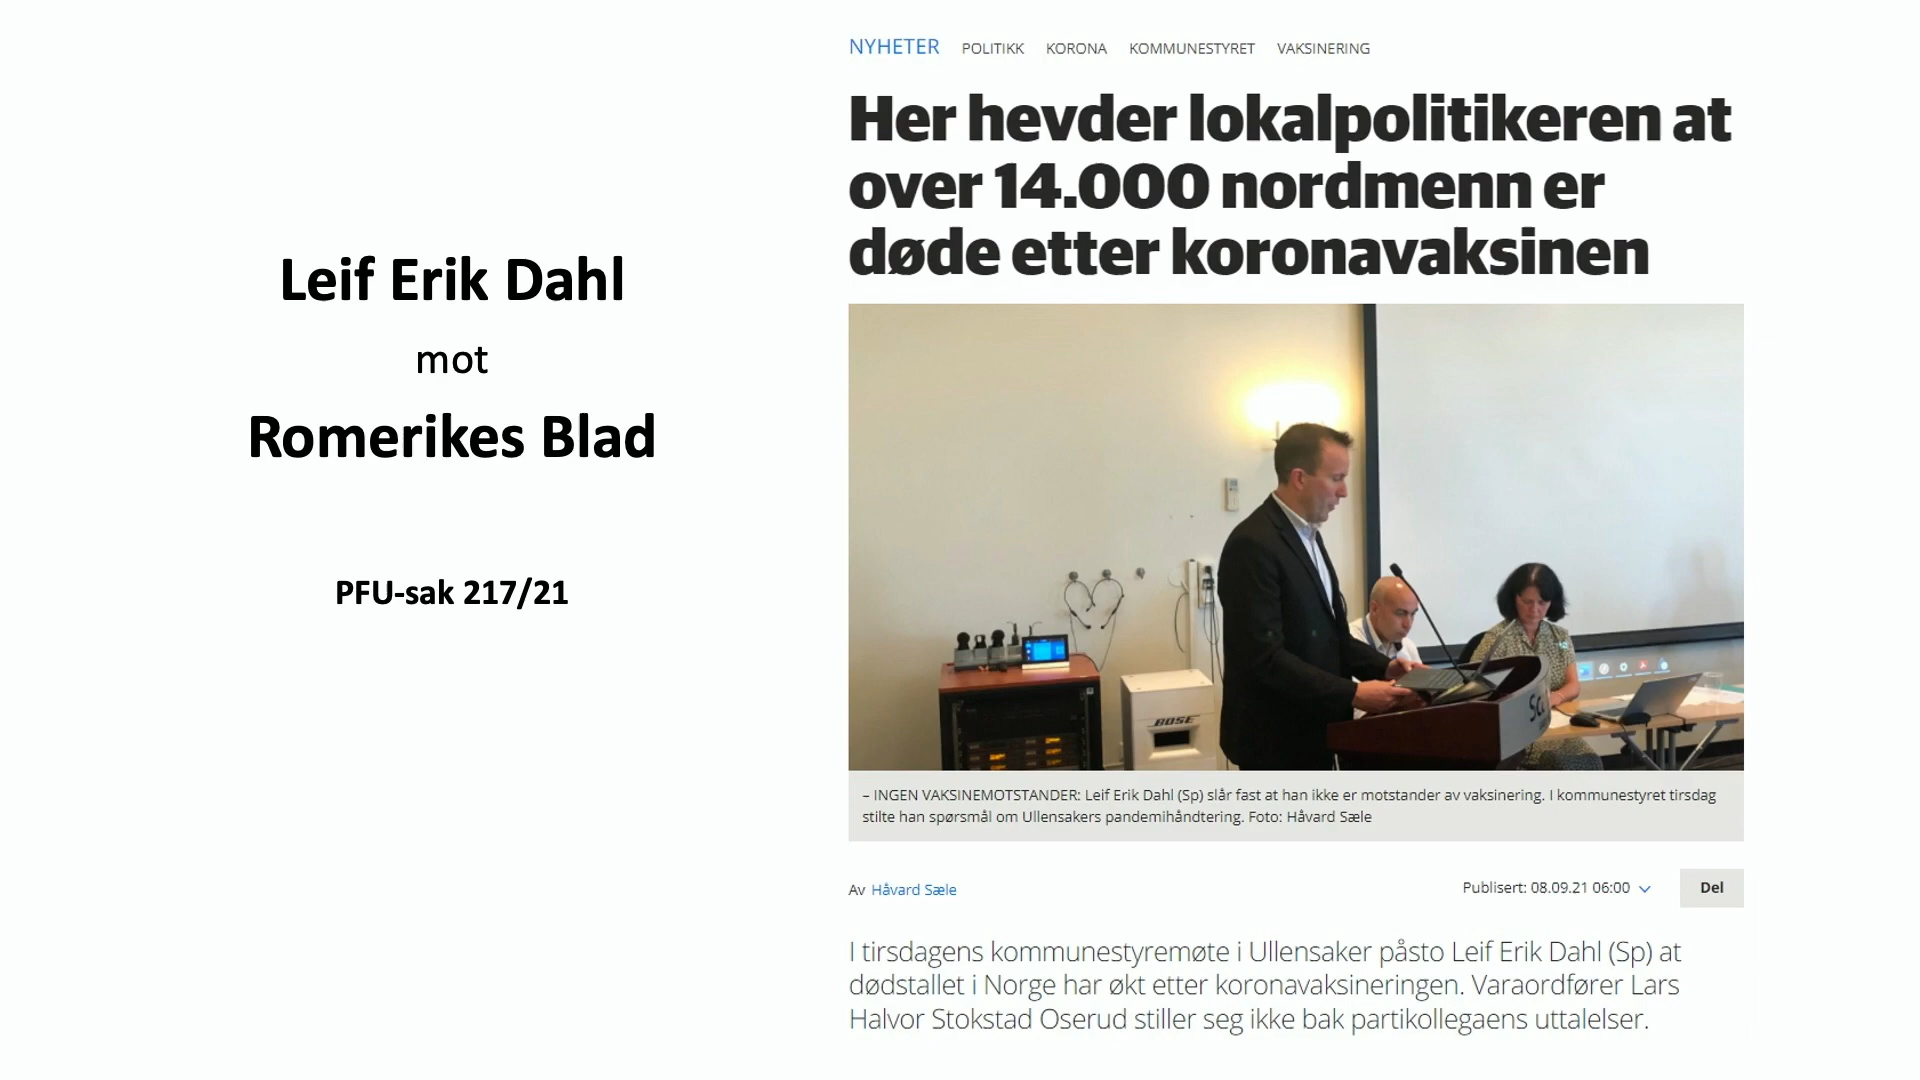 Leif Erik Dahl
mot
Romerikes Blad
PFU-sak 217/21
NYHETER POLITIKK KORONA KOMMUNESTYRET VAKSINERING
Her hevder lokalpolitikeren at
over 14.000 nordmenn er
døde etter koronavaksinen
BOSE
– INGEN VAKSINEMOTSTANDER: Leif Erik Dahl (Sp) slår fast at han ikke er motstander av vaksinering. I kommunestyret tirsdag
stilte han spørsmål om Ullensakers pandemihåndtering. Foto: Håvard Sæle
Av Håvard Sæle
Publisert: 08.09.21 06:00
Del
I tirsdagens kommunestyremøte i Ullensaker påsto Leif Erik Dahl (Sp) at
dødstallet i Norge har økt etter koronavaksineringen. Varaordfører Lars
Halvor Stokstad Oserud stiller seg ikke bak partikollegaens uttalelser.